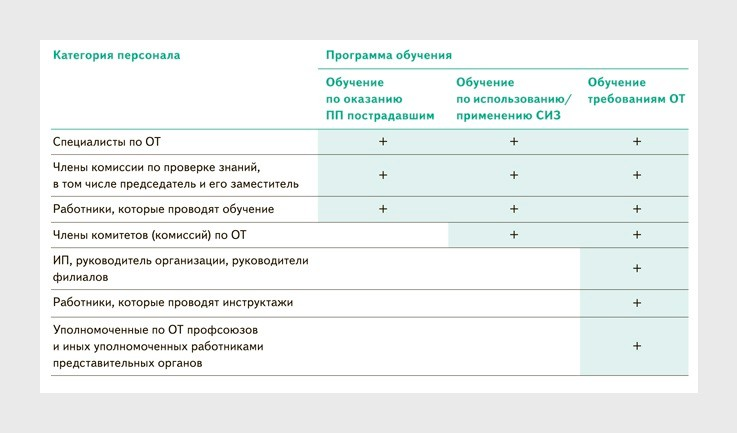 Категория персонала
Программа обучения
Обучение
по оказанию
ПП пострадавшим
Обучение
по использованию/
применению СИЗ
Обучение
требованиям ОТ
Специалисты по ОТ + + +
Члены комиссии по проверке знаний,
в том числе председатель и его заместитель + + +
Работники, которые проводят обучение + + +
Члены комитетов (комиссий) по ОТ + +
ИП, руководитель организации, руководители
филиалов +
Работники, которые проводят инструктажи +
Уполномоченные по ОТ профсоюзов
и иных уполномоченных работниками +
представительных органов